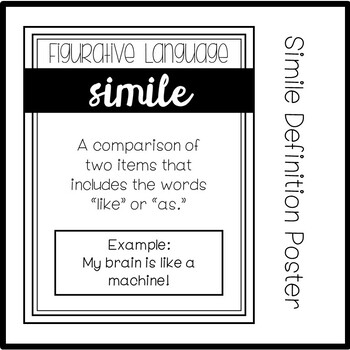 Figurative Language
simile
A comparison of
two items that
includes the words
“like” or “as.”
Example:
My brain is like a
machine!
Simile Definition Poster